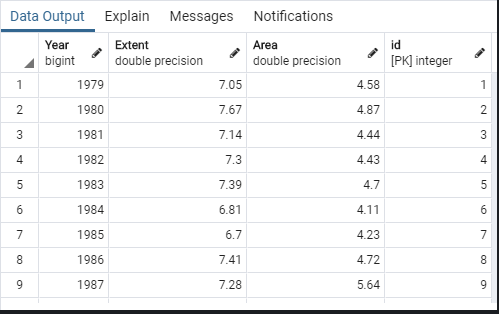 Data Output Explain Messages Notifications
Year Extent Area id
bigint double precision double precision [PK] integer
1 1979 7.05 4.58 1
2 1980 7.67 4.87 2
3 1981 7.14 4.44 3
4 1982 7.3 4.43 4
5 1983 7.39 4.7 5
6 1984 6.81 4.11 6
7 1985 6.7 4.23 7
8 1986 7.41 4.72 8
9 1987 7.28 5.64 9